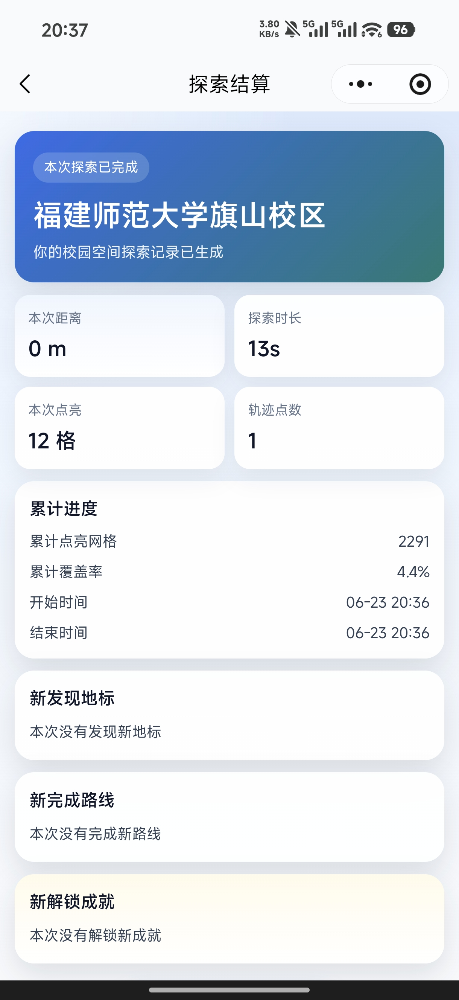 20:37
3.80
KB/s
5G
5G
6
96
探索结算
本次探索已完成
福建师范大学旗山校区
你的校园空间探索记录已生成
本次距离
0 m
探索时长
13s
本次点亮
12 格
轨迹点数
1
累计进度
累计点亮网格 2291
累计覆盖率 4.4%
开始时间 06-23 20:36
结束时间 06-23 20:36
新发现地标
本次没有发现新地标
新完成路线
本次没有完成新路线
新解锁成就
本次没有解锁新成就